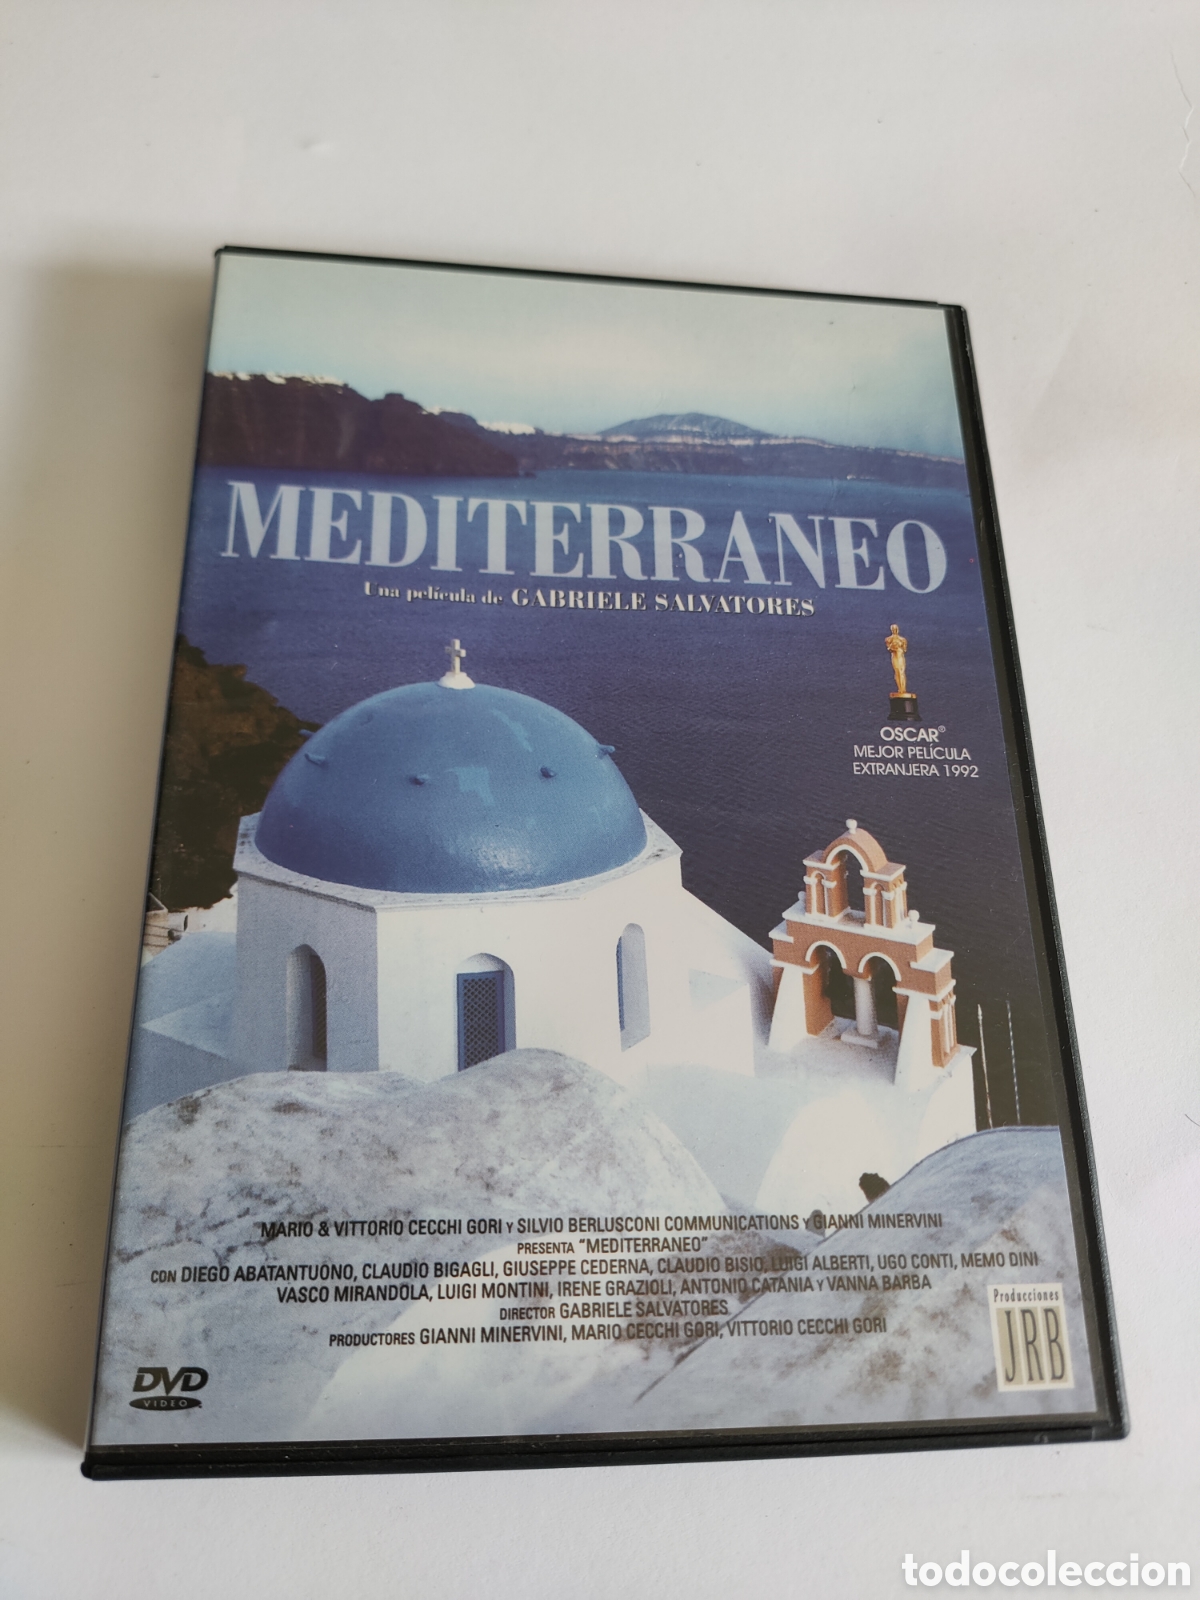 MEDITERRANEO
Una película de GABRIELE SALVATORES
OSCAR®
MEJOR PELÍCULA
EXTRANJERA 1992
MARIO & VITTORIO CECCHI GORI Y SILVIO BERLUSCONI COMMUNICATIONS Y GIANNI MINERVINI
PRESENTA "MEDITERRANEO"
CON DIEGO ABATANTUONO, CLAUDIO BIGAGLI, GIUSEPPE CEDERNA, CLAUDIO BISIO, LUIGI ALBERTI, UGO CONTI, MEMO DINI
VASCO MIRANDOLA, LUIGI MONTINI, IRENE GRAZIOLI, ANTONIO CATANIA Y VANNA BARBA
DIRECTOR GABRIELE SALVATORES
PRODUCTORES GIANNI MINERVINI, MARIO CECCHI GORI, VITTORIO CECCHI GORI
Producciones
JRB
DVD
VIDEO
todocoleccion